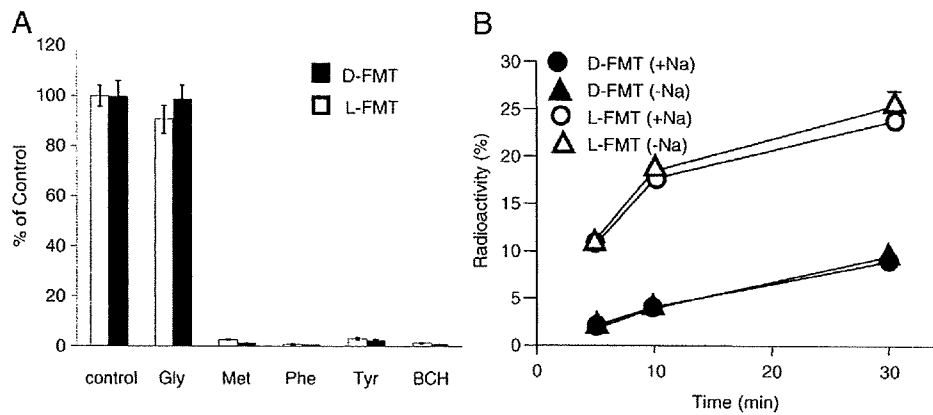 A
120
100
80
60
40
20
0
% of Control
D-FMT
L-FMT
control Gly Met Phe Tyr BCH
B
30
25
20
15
10
5
0
Radioactivity (%)
D-FMT (+Na)
D-FMT (-Na)
L-FMT (+Na)
L-FMT (-Na)
0 10 20 30
Time (min)